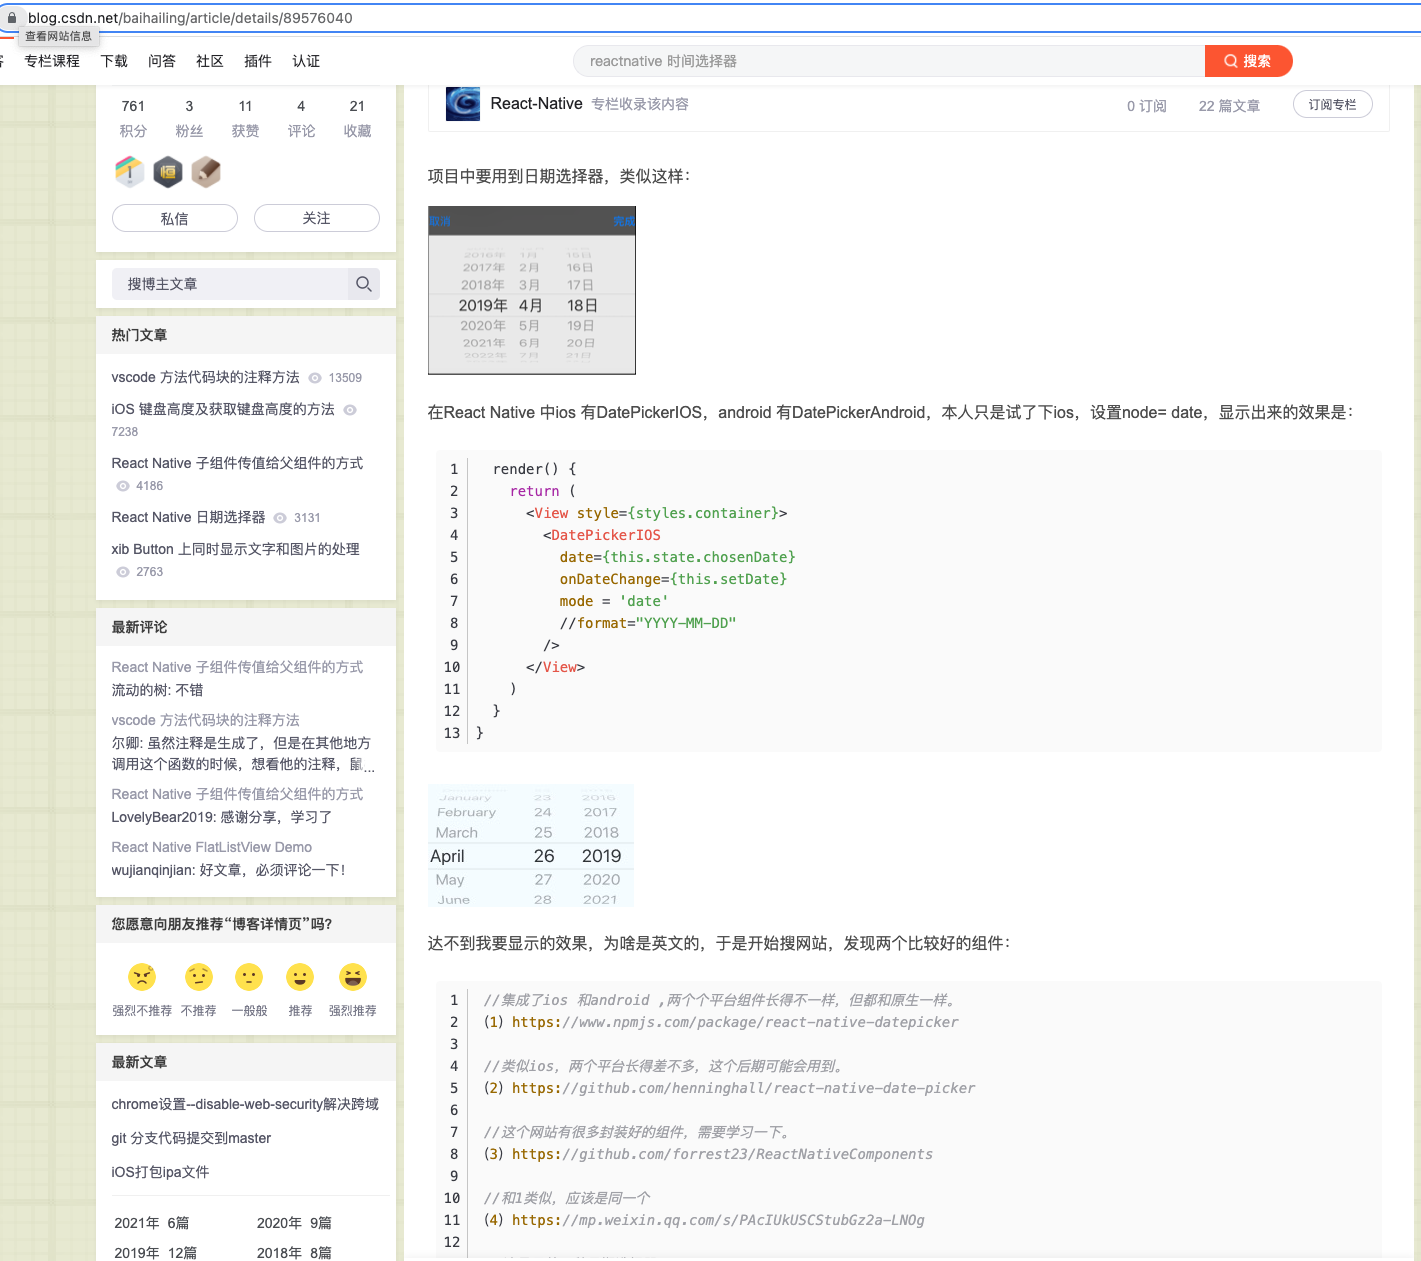 blog.csdn.net/baihailing/article/details/89576040
查看网站信息
专栏课程 下载 问答 社区 插件 认证
reactnative 时间选择器
搜索
761 3 11 4 21
积分 粉丝 获赞 评论 收藏
私信 关注
搜博主文章
热门文章
vscode 方法代码块的注释方法 13509
iOS 键盘高度及获取键盘高度的方法
7238
React Native 子组件传值给父组件的方式
4186
React Native 日期选择器 3131
xib Button 上同时显示文字和图片的处理
2763
最新评论
React Native 子组件传值给父组件的方式
流动的树: 不错
vscode 方法代码块的注释方法
尔卿: 虽然注释是生成了，但是在其他地方
调用这个函数的时候，想看他的注释，鼠...
React Native 子组件传值给父组件的方式
LovelyBear2019: 感谢分享，学习了
React Native FlatListView Demo
wujianqinjian: 好文章，必须评论一下！
您愿意向朋友推荐“博客详情页”吗？
强烈不推荐 不推荐 一般般 推荐 强烈推荐
最新文章
chrome设置--disable-web-security解决跨域
git 分支代码提交到master
iOS打包ipa文件
2021年 6篇 2020年 9篇
2019年 12篇 2018年 8篇
React-Native 专栏收录该内容
0 订阅 22 篇文章 订阅专栏
项目中要用到日期选择器，类似这样：
取消 完成
2016年 1月 15日
2017年 2月 16日
2018年 3月 17日
2019年 4月 18日
2020年 5月 19日
2021年 6月 20日
2022年 7月 21日
在React Native 中ios 有DatePickerIOS，android 有DatePickerAndroid，本人只是试了下ios，设置node= date，显示出来的效果是：
1 render() {
2 return (
3 <View style={styles.container}>
4 <DatePickerIOS
5 date={this.state.chosenDate}
6 onDateChange={this.setDate}
7 mode = 'date'
8 //format="YYYY-MM-DD"
9 />
10 </View>
11 )
12 }
13 }
January 23 2016
February 24 2017
March 25 2018
April 26 2019
May 27 2020
June 28 2021
达不到我要显示的效果，为啥是英文的，于是开始搜网站，发现两个比较好的组件：
1 //集成了ios 和android ,两个个平台组件长得不一样，但都和原生一样。
2 （1）https://www.npmjs.com/package/react-native-datepicker
3
4 //类似ios，两个平台长得差不多，这个后期可能会用到。
5 （2）https://github.com/henninghall/react-native-date-picker
6
7 //这个网站有很多封装好的组件，需要学习一下。
8 （3）https://github.com/forrest23/ReactNativeComponents
9
10 //和1类似，应该是同一个
11 （4）https://mp.weixin.qq.com/s/PAcIUkUSCStubGz2a-LNOg
12